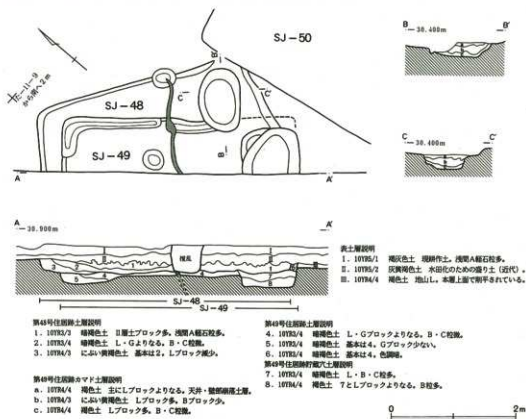 SJ-50
SJ-48
SJ-49
B
B'
C
C'
A
A'
から南へ2m
B
B'
30.400m
C
C'
30.400m
A
A'
30.900m
攪乱
SJ-48
SJ-49
表土層説明
I. 10YR5/1 褐灰色土 現耕作土。浅間A軽石粒多。
II. 10YR5/2 灰黄褐色土 水田化のための盛り土(近代)。
III. 10YR4/4 褐色土 地山し。本層上面で削平されている。
第48号住居跡土層説明
1. 10YR3/3 暗褐色土 II層土ブロック多。浅間A軽石粒多。
2. 10YR3/4 暗褐色土 L・Gよりなる。B・C粒微。
3. 10YR4/3 にぶい黄褐色土 基本は2。Lブロック減少。
第49号住居跡カマド土層説明
a. 10YR4/4 褐色土 主にLブロックよりなる。天井・壁部崩落土層。
b. 10YR4/3 にぶい黄褐色土 Lブロック多。Bブロック少。
c. 10YR4/4 褐色土 Lブロック多。B・C粒微。
4. 10YR3/4 暗褐色土 L・Gブロックよりなる。B・C粒微。
5. 10YR3/4 暗褐色土 基本は4。Gブロック少ない。
6. 10YR3/4 暗褐色土 基本は4。色調暗。
第49号住居跡貯蔵穴土層説明
7. 10YR3/4 暗褐色土 L・B・C粒多。
8. 10YR4/4 褐色土 7とLブロックよりなる。B粒多。
0
2m